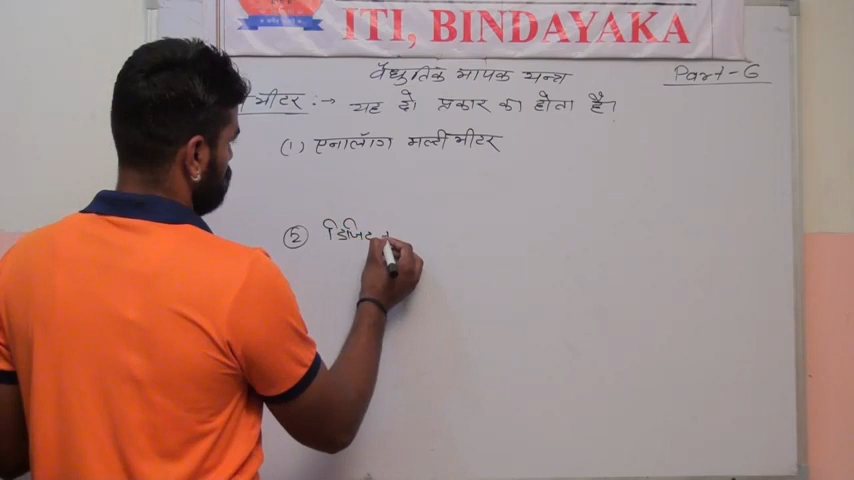 ITI, BINDAYAKA
वैधुतिक मापक यन्त्र
Part-6
मीटर :→ यह दो प्रकार का होता है।
(1) एनालॉग मल्टीमीटर
(2) डिजिट